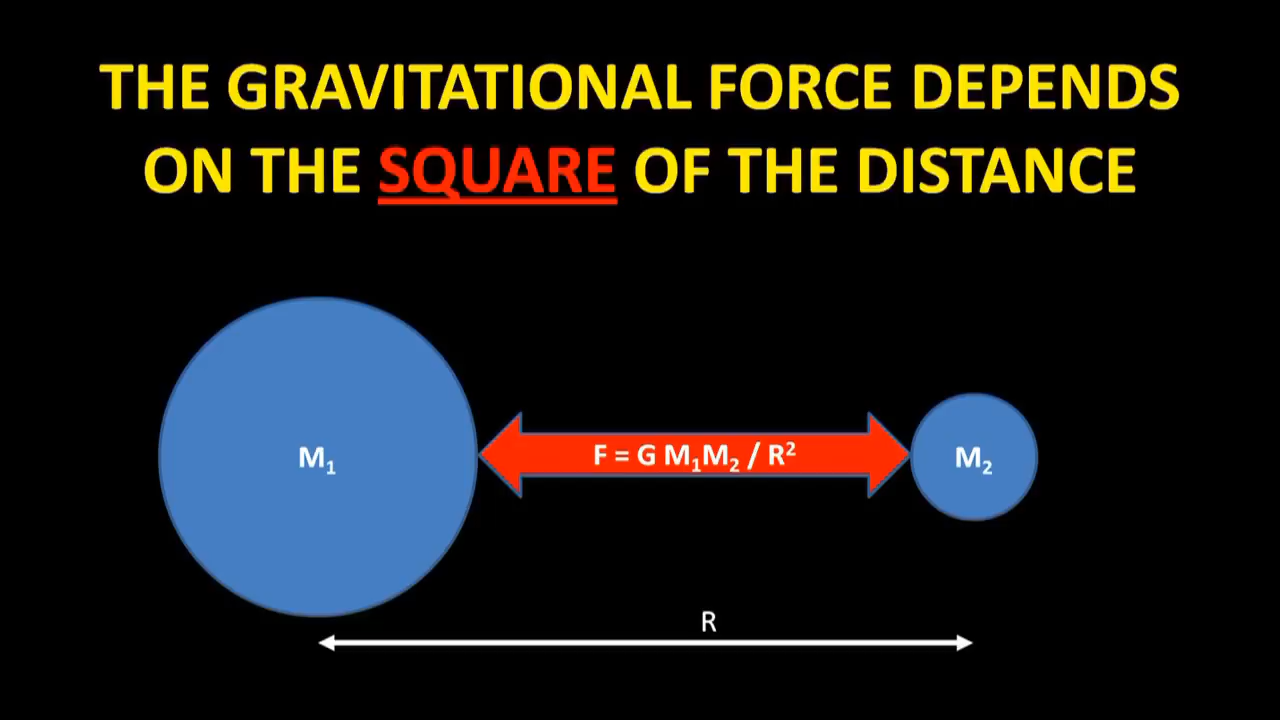 THE GRAVITATIONAL FORCE DEPENDS
ON THE SQUARE OF THE DISTANCE
M₁
F = G M₁M₂ / R²
M₂
R